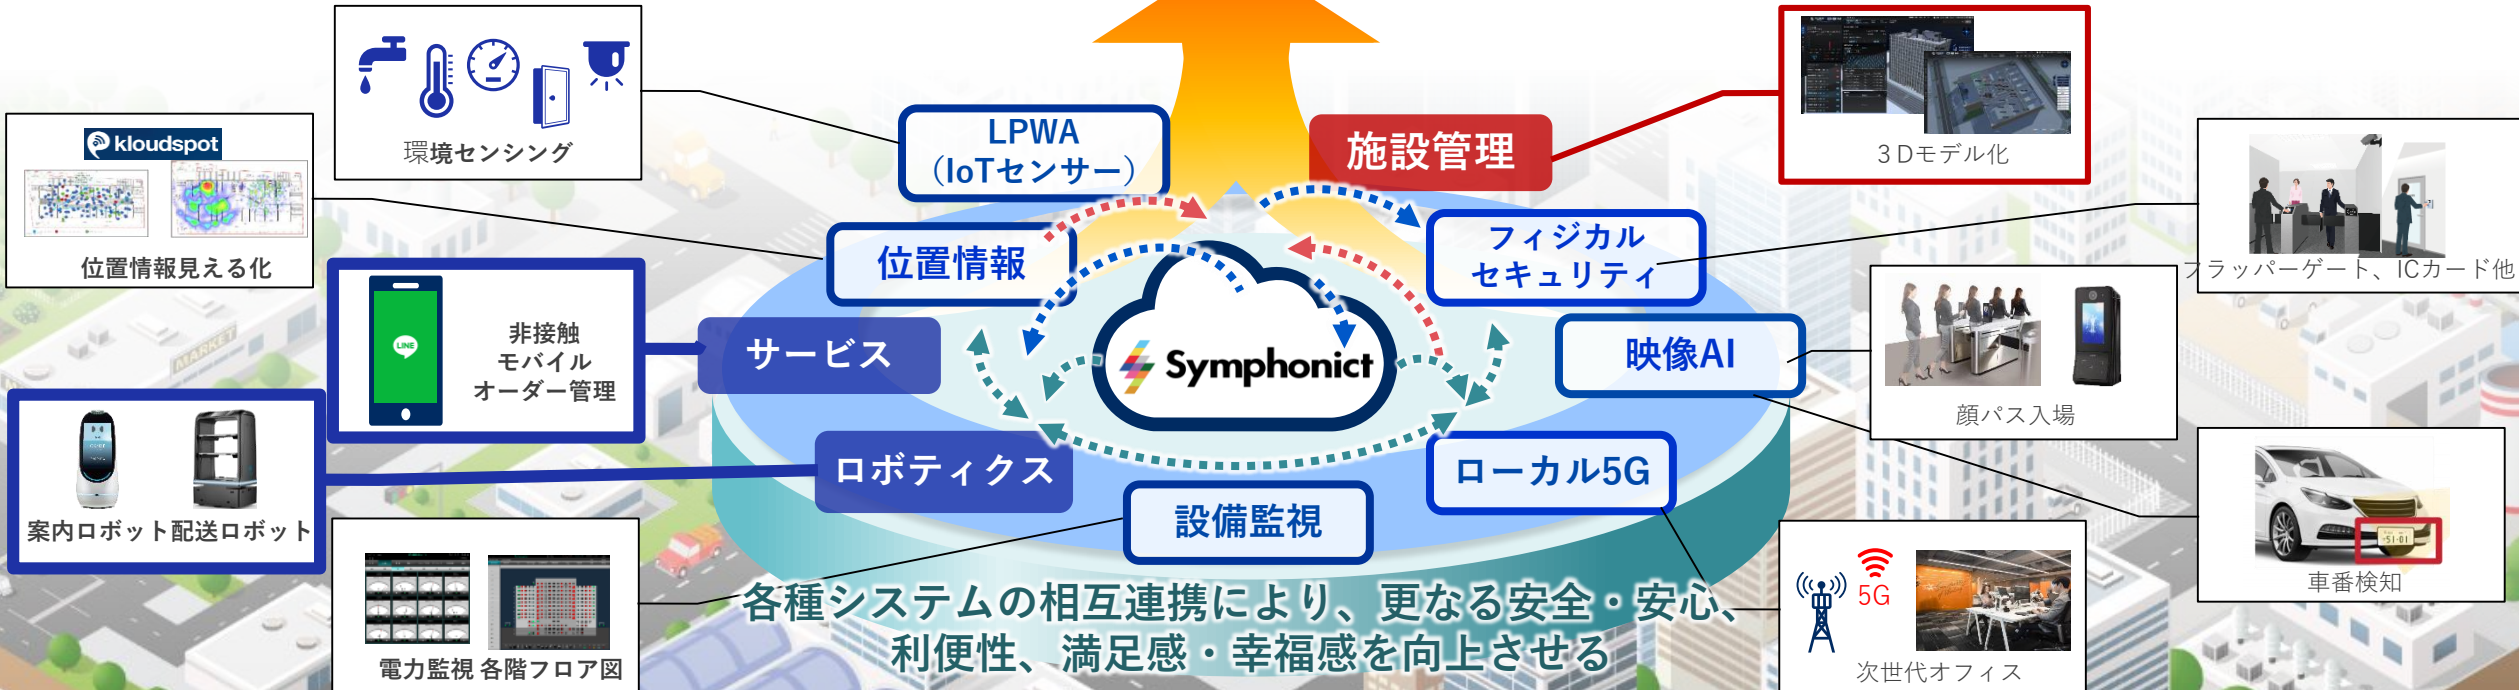 環境センシング
kloudspot
位置情報見える化
LINE
非接触
モバイル
オーダー管理
案内ロボット配送ロボット
電力監視 各階フロア図
LPWA
（IoTセンサー）
位置情報
サービス
ロボティクス
設備監視
Symphonict
施設管理
フィジカル
セキュリティ
映像AI
ローカル5G
３Dモデル化
フラッパーゲート、ICカード他
顔パス入場
51-01
車番検知
5G
次世代オフィス
各種システムの相互連携により、更なる安全・安心、
利便性、満足感・幸福感を向上させる